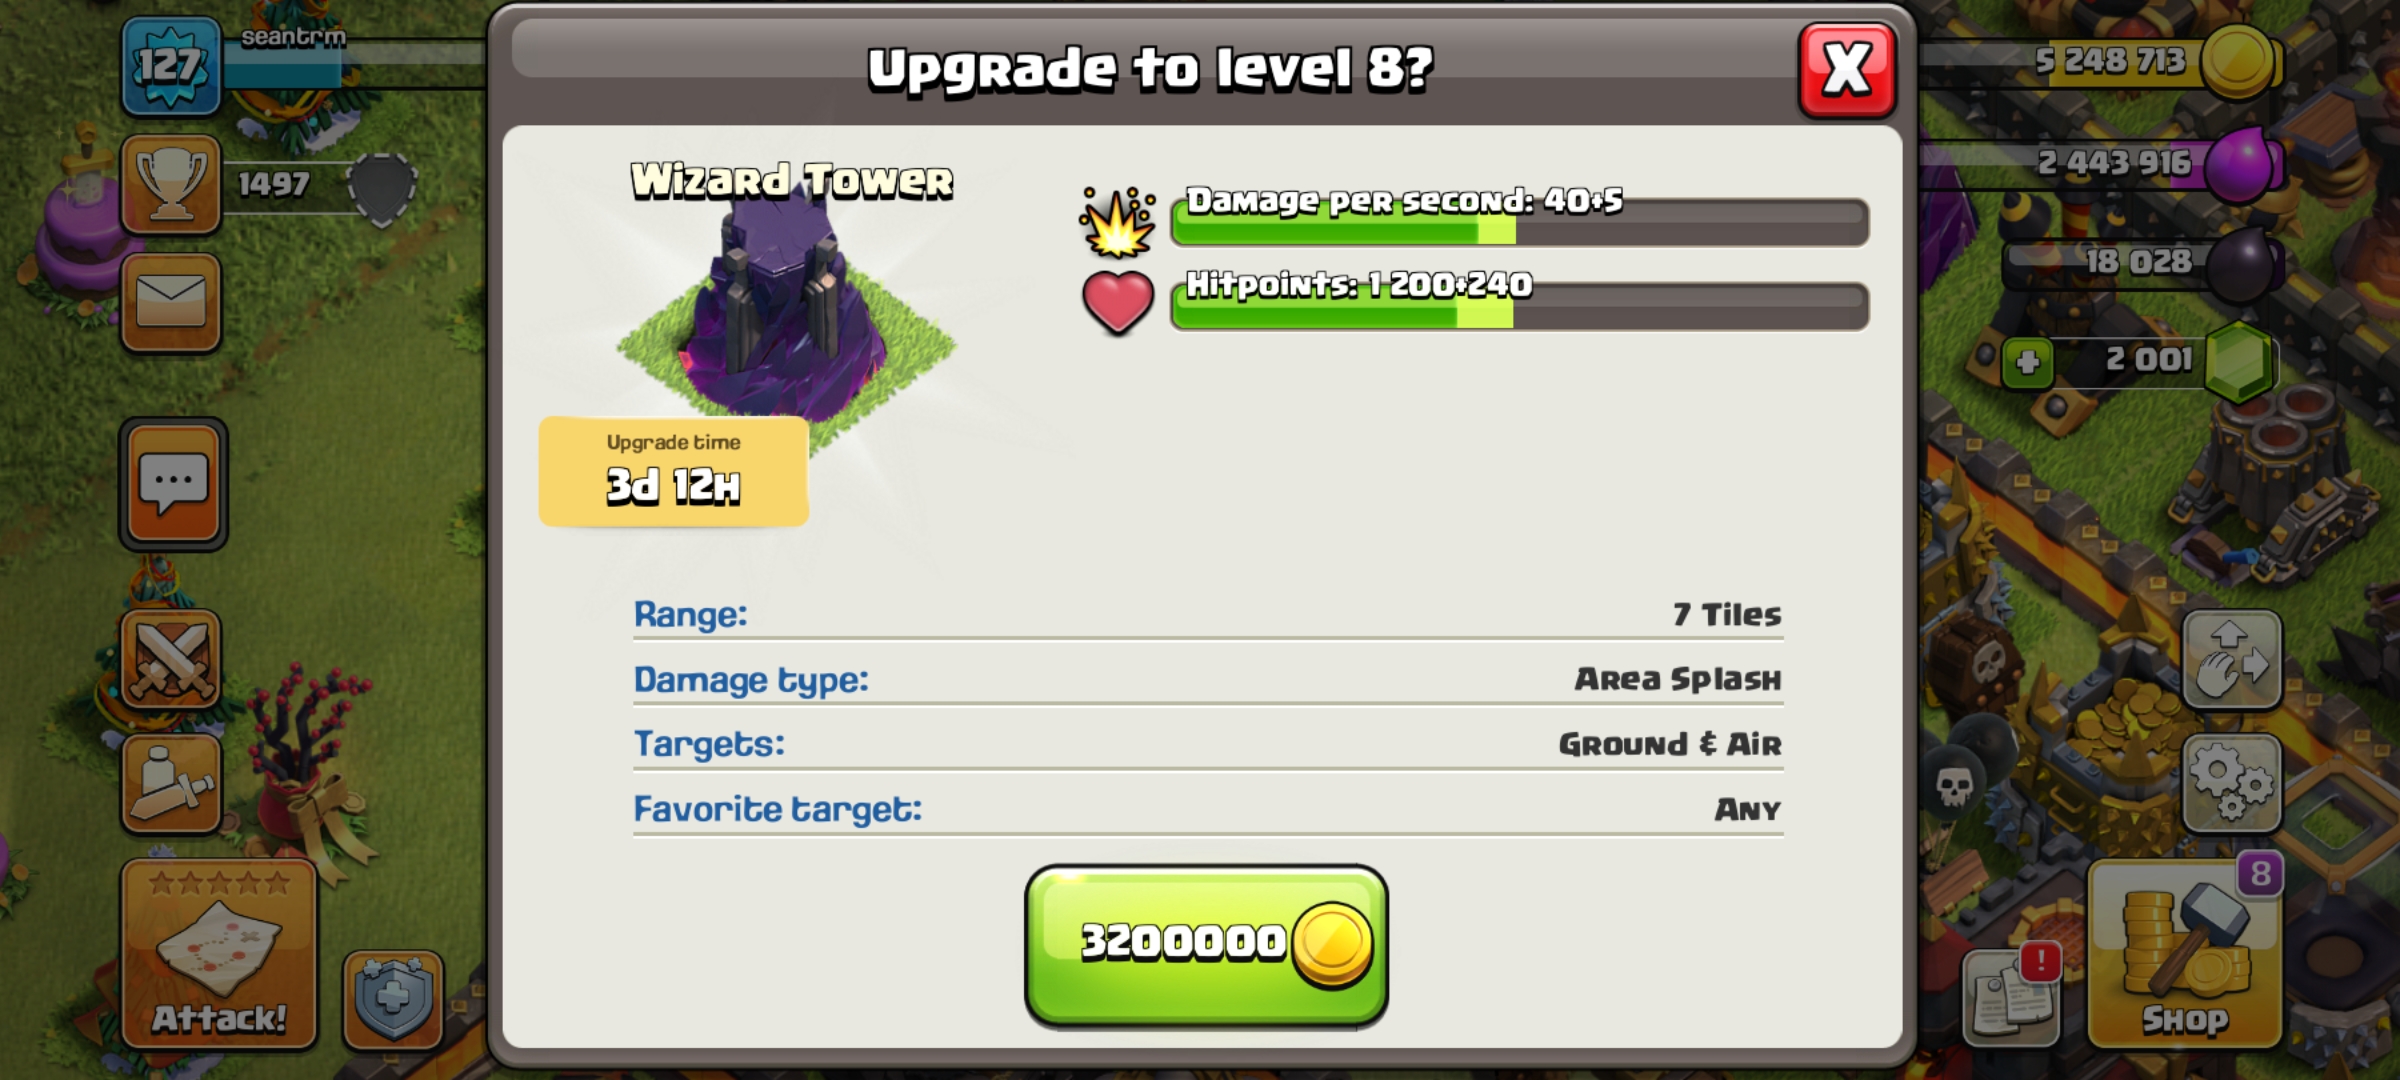 127
seantrm
1497
Attack!
Upgrade to level 8?
X
Wizard Tower
Upgrade time
3d 12H
Damage per second: 40+5
Hitpoints: 1 200+240
Range: 7 Tiles
Damage type: Area Splash
Targets: Ground & Air
Favorite target: Any
3200000
5 248 713
2 443 916
18 028
+ 2 001
8
!
Shop